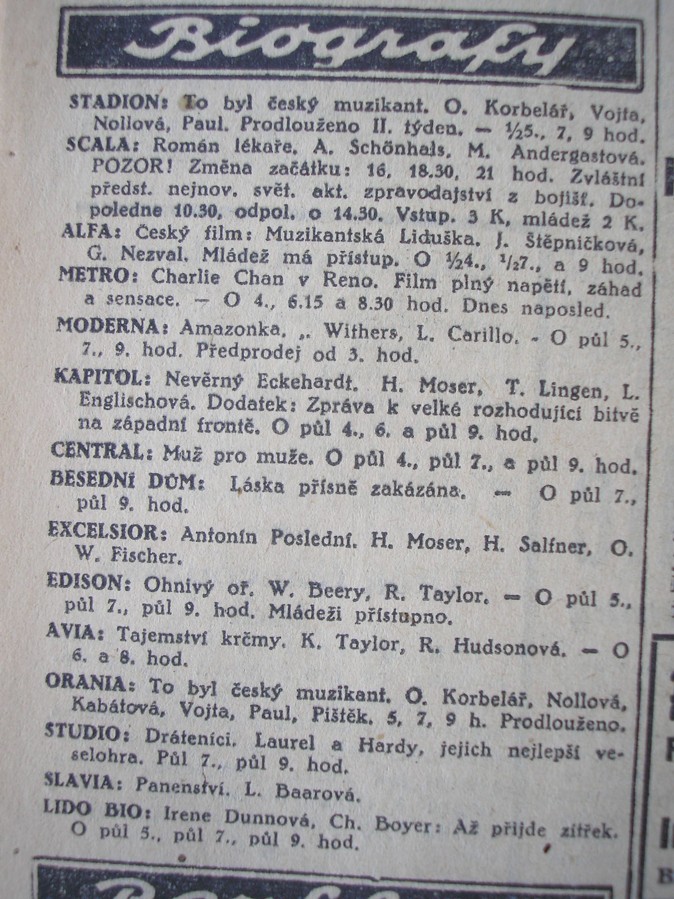 Biografy
STADION: To byl český muzikant. O. Korbelář, Vojta,
Nollová, Paul. Prodlouženo II. týden. — ½5., 7, 9 hod.
SCALA: Román lékaře. A. Schönhals, M. Andergastová.
POZOR! Změna začátku: 16, 18.30, 21 hod. Zvláštní
předst. nejnov. svět. akt. zpravodajství z bojišť. Do-
poledne 10.30, odpol. o 14.30. Vstup. 3 K, mládež 2 K.
ALFA: Český film: Muzikantská Liduška. J. Štěpničková,
G. Nezval. Mládež má přístup. O ½4., ½7., a 9 hod.
METRO: Charlie Chan v Reno. Film plný napětí, záhad
a sensace. — O 4., 6.15 a 8.30 hod. Dnes naposled.
MODERNA: Amazonka. ,. Withers, L. Carillo. - O půl 5.,
7., 9. hod. Předprodej od 3. hod.
KAPITOL: Nevěrný Eckehardt. H. Moser, T. Lingen, L.
Englischová. Dodatek: Zpráva k velké rozhodující bitvě
na západní frontě. O půl 4., 6. a půl 9. hod.
CENTRAL: Muž pro muže. O půl 4., půl 7., a půl 9. hod.
BESEDNÍ DŮM: Láska přísně zakázána. — O půl 7.,
půl 9. hod.
EXCELSIOR: Antonín Poslední. H. Moser, H. Salfner, O.
W. Fischer.
EDISON: Ohnivý oř. W. Beery, R. Taylor. — O půl 5.,
půl 7., půl 9. hod. Mládeži přístupno.
AVIA: Tajemství krčmy. K. Taylor, R. Hudsonová. — O
6. a 8. hod.
ORANIA: To byl český muzikant. O. Korbelář, Nollová,
Kabátová, Vojta, Paul, Pištěk. 5, 7, 9 h. Prodlouženo.
STUDIO: Dráteníci. Laurel a Hardy, jejich nejlepší ve-
selohra. Půl 7., půl 9. hod.
SLAVIA: Panenství. L. Baarová.
LIDO BIO: Irene Dunnová, Ch. Boyer: Až přijde zítřek.
O půl 5., půl 7., půl 9. hod.